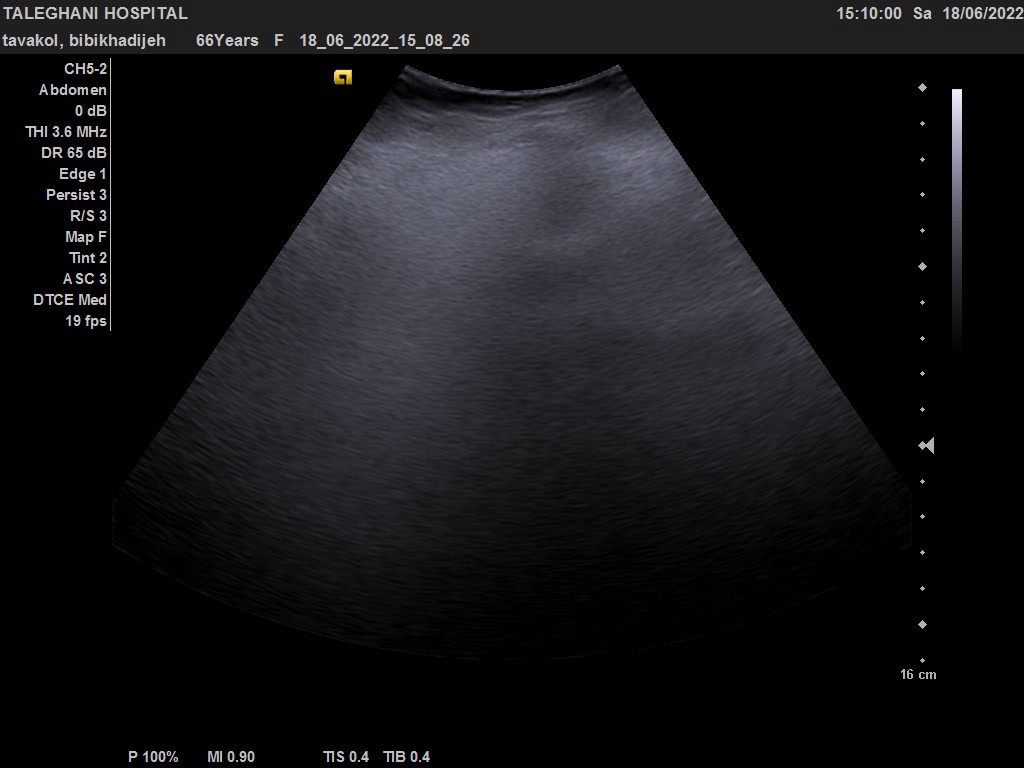 TALEGHANI HOSPITAL 15:10:00 Sa 18/06/2022
tavakol, bibikhadijeh 66Years F 18_06_2022_15_08_26
CH5-2
Abdomen
0 dB
THI 3.6 MHz
DR 65 dB
Edge 1
Persist 3
R/S 3
Map F
Tint 2
ASC 3
DTCE Med
19 fps
16 cm
P 100% MI 0.90 TIS 0.4 TIB 0.4